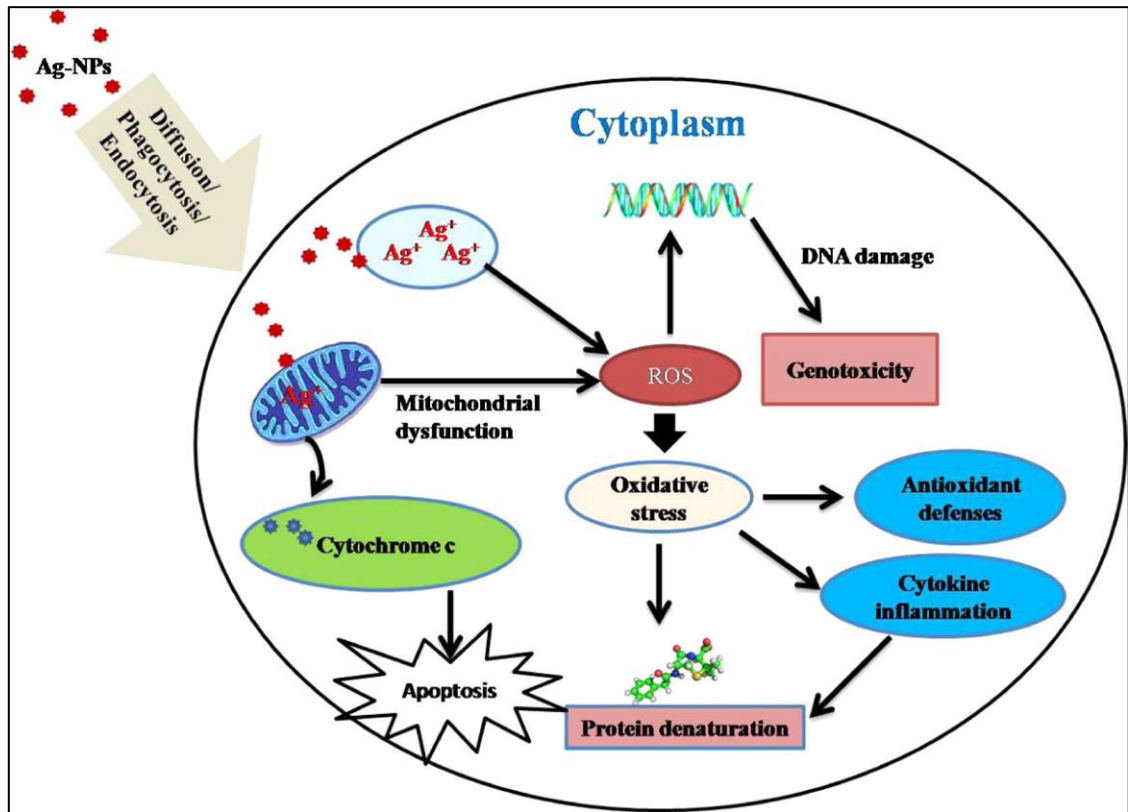 Ag-NPs
Diffusion/
Phagocytosis/
Endocytosis
Cytoplasm
Ag⁺
Ag⁺ Ag⁺
DNA damage
Genotoxicity
ROS
Ag⁺
Mitochondrial
dysfunction
Oxidative
stress
Antioxidant
defenses
Cytochrome c
Cytokine
inflammation
Apoptosis
Protein denaturation